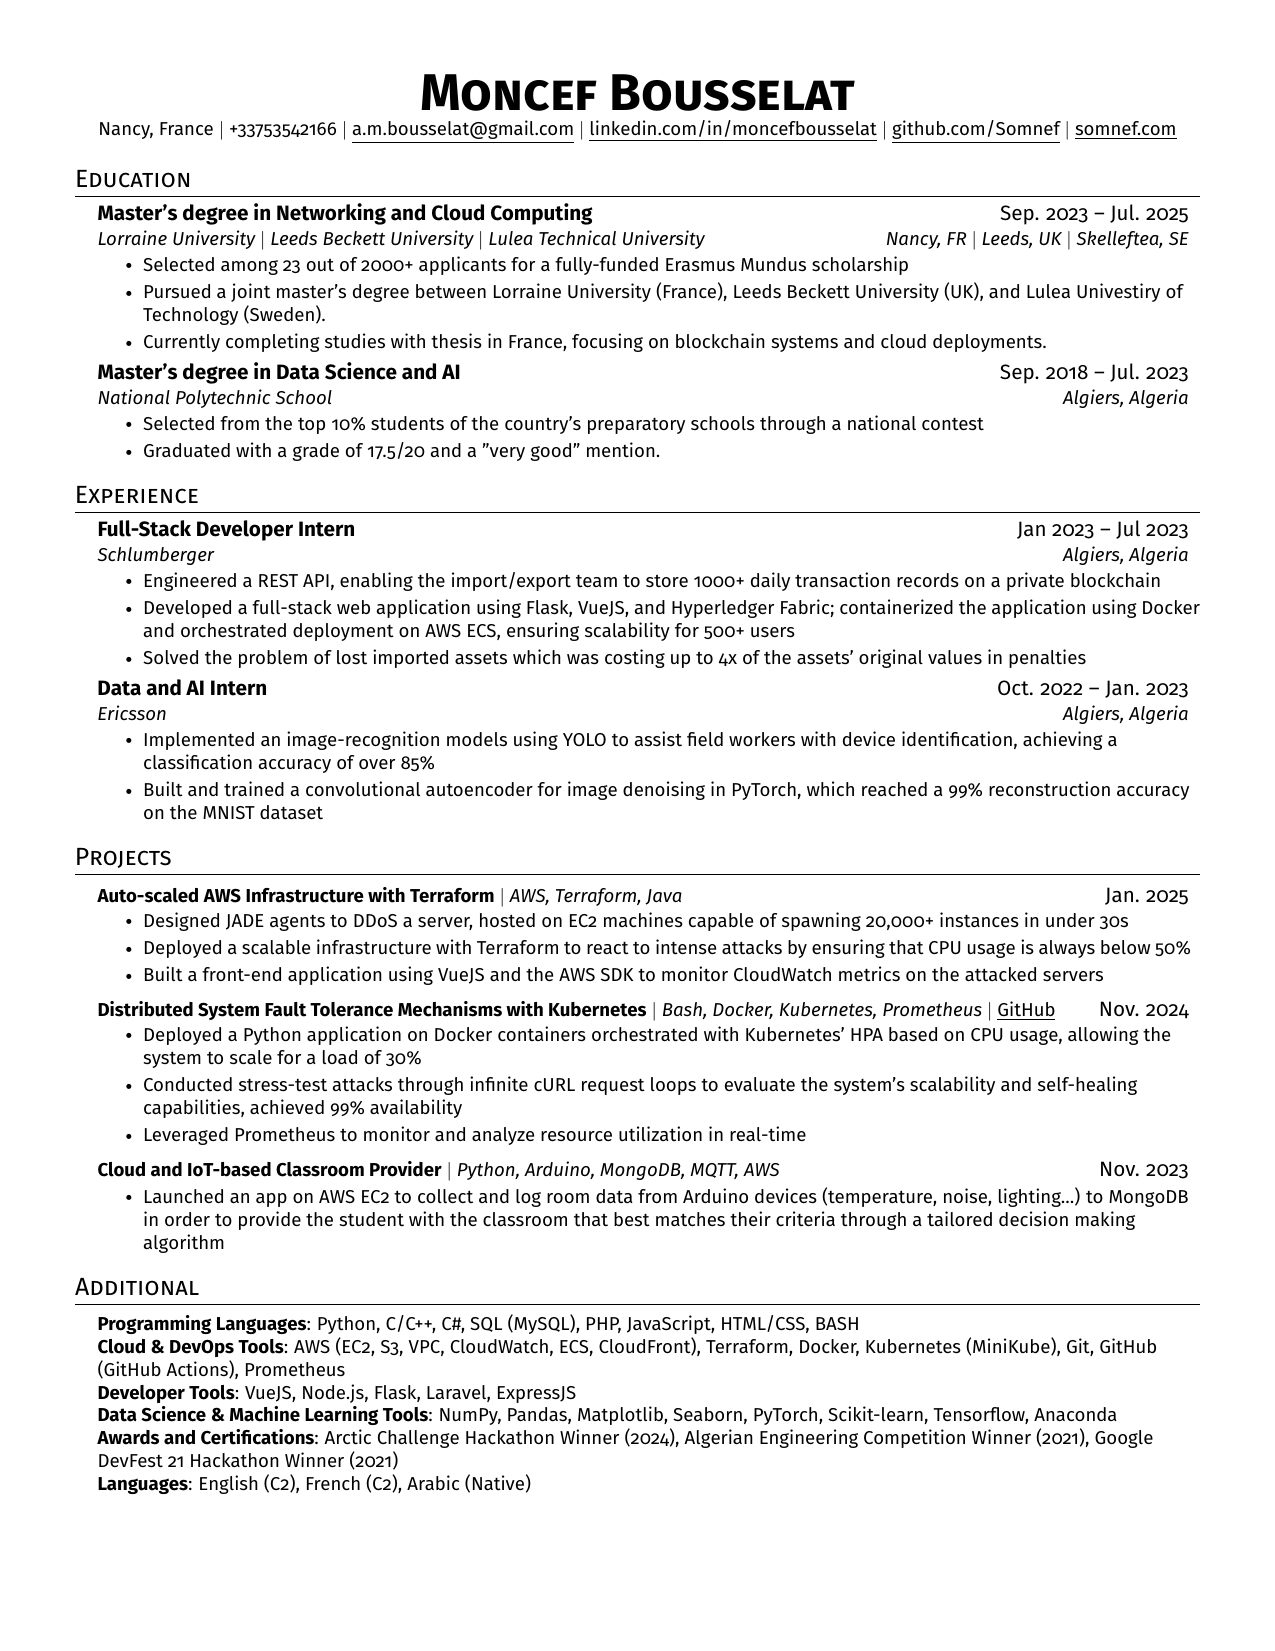 Moncef Bousselat
Nancy, France | +33753542166 | a.m.bousselat@gmail.com | linkedin.com/in/moncefbousselat | github.com/Somnef | somnef.com
Education
Master’s degree in Networking and Cloud Computing Sep. 2023 – Jul. 2025
Lorraine University | Leeds Beckett University | Lulea Technical University Nancy, FR | Leeds, UK | Skelleftea, SE
• Selected among 23 out of 2000+ applicants for a fully-funded Erasmus Mundus scholarship
• Pursued a joint master’s degree between Lorraine University (France), Leeds Beckett University (UK), and Lulea Univestiry of
Technology (Sweden).
• Currently completing studies with thesis in France, focusing on blockchain systems and cloud deployments.
Master’s degree in Data Science and AI Sep. 2018 – Jul. 2023
National Polytechnic School Algiers, Algeria
• Selected from the top 10% students of the country’s preparatory schools through a national contest
• Graduated with a grade of 17.5/20 and a ”very good” mention.
Experience
Full-Stack Developer Intern Jan 2023 – Jul 2023
Schlumberger Algiers, Algeria
• Engineered a REST API, enabling the import/export team to store 1000+ daily transaction records on a private blockchain
• Developed a full-stack web application using Flask, VueJS, and Hyperledger Fabric; containerized the application using Docker
and orchestrated deployment on AWS ECS, ensuring scalability for 500+ users
• Solved the problem of lost imported assets which was costing up to 4x of the assets’ original values in penalties
Data and AI Intern Oct. 2022 – Jan. 2023
Ericsson Algiers, Algeria
• Implemented an image-recognition models using YOLO to assist field workers with device identification, achieving a
classification accuracy of over 85%
• Built and trained a convolutional autoencoder for image denoising in PyTorch, which reached a 99% reconstruction accuracy
on the MNIST dataset
Projects
Auto-scaled AWS Infrastructure with Terraform | AWS, Terraform, Java Jan. 2025
• Designed JADE agents to DDoS a server, hosted on EC2 machines capable of spawning 20,000+ instances in under 30s
• Deployed a scalable infrastructure with Terraform to react to intense attacks by ensuring that CPU usage is always below 50%
• Built a front-end application using VueJS and the AWS SDK to monitor CloudWatch metrics on the attacked servers
Distributed System Fault Tolerance Mechanisms with Kubernetes | Bash, Docker, Kubernetes, Prometheus | GitHub Nov. 2024
• Deployed a Python application on Docker containers orchestrated with Kubernetes’ HPA based on CPU usage, allowing the
system to scale for a load of 30%
• Conducted stress-test attacks through infinite cURL request loops to evaluate the system’s scalability and self-healing
capabilities, achieved 99% availability
• Leveraged Prometheus to monitor and analyze resource utilization in real-time
Cloud and IoT-based Classroom Provider | Python, Arduino, MongoDB, MQTT, AWS Nov. 2023
• Launched an app on AWS EC2 to collect and log room data from Arduino devices (temperature, noise, lighting...) to MongoDB
in order to provide the student with the classroom that best matches their criteria through a tailored decision making
algorithm
Additional
Programming Languages: Python, C/C++, C#, SQL (MySQL), PHP, JavaScript, HTML/CSS, BASH
Cloud & DevOps Tools: AWS (EC2, S3, VPC, CloudWatch, ECS, CloudFront), Terraform, Docker, Kubernetes (MiniKube), Git, GitHub
(GitHub Actions), Prometheus
Developer Tools: VueJS, Node.js, Flask, Laravel, ExpressJS
Data Science & Machine Learning Tools: NumPy, Pandas, Matplotlib, Seaborn, PyTorch, Scikit-learn, Tensorflow, Anaconda
Awards and Certifications: Arctic Challenge Hackathon Winner (2024), Algerian Engineering Competition Winner (2021), Google
DevFest 21 Hackathon Winner (2021)
Languages: English (C2), French (C2), Arabic (Native)